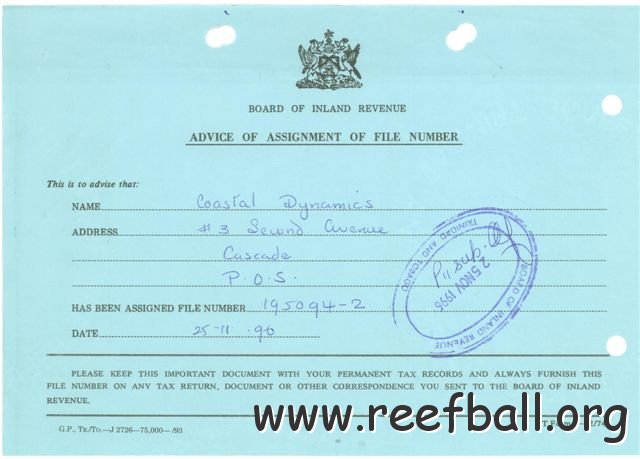 BOARD OF INLAND REVENUE
ADVICE OF ASSIGNMENT OF FILE NUMBER
This is to advise that:
NAME Coastal Dynamics
ADDRESS #3 Second Avenue
Cascade
P.O.S.
HAS BEEN ASSIGNED FILE NUMBER 195094-2
DATE 25-11-96
BOARD OF INLAND REVENUE
25 NOV 1996
TRINIDAD AND TOBAGO
PLEASE KEEP THIS IMPORTANT DOCUMENT WITH YOUR PERMANENT TAX RECORDS AND ALWAYS FURNISH THIS
FILE NUMBER ON ANY TAX RETURN, DOCUMENT OR OTHER CORRESPONDENCE YOU SENT TO THE BOARD OF INLAND
REVENUE.
www.reefball.org
G.P., TR./TO.—J 2726—75,000—/93